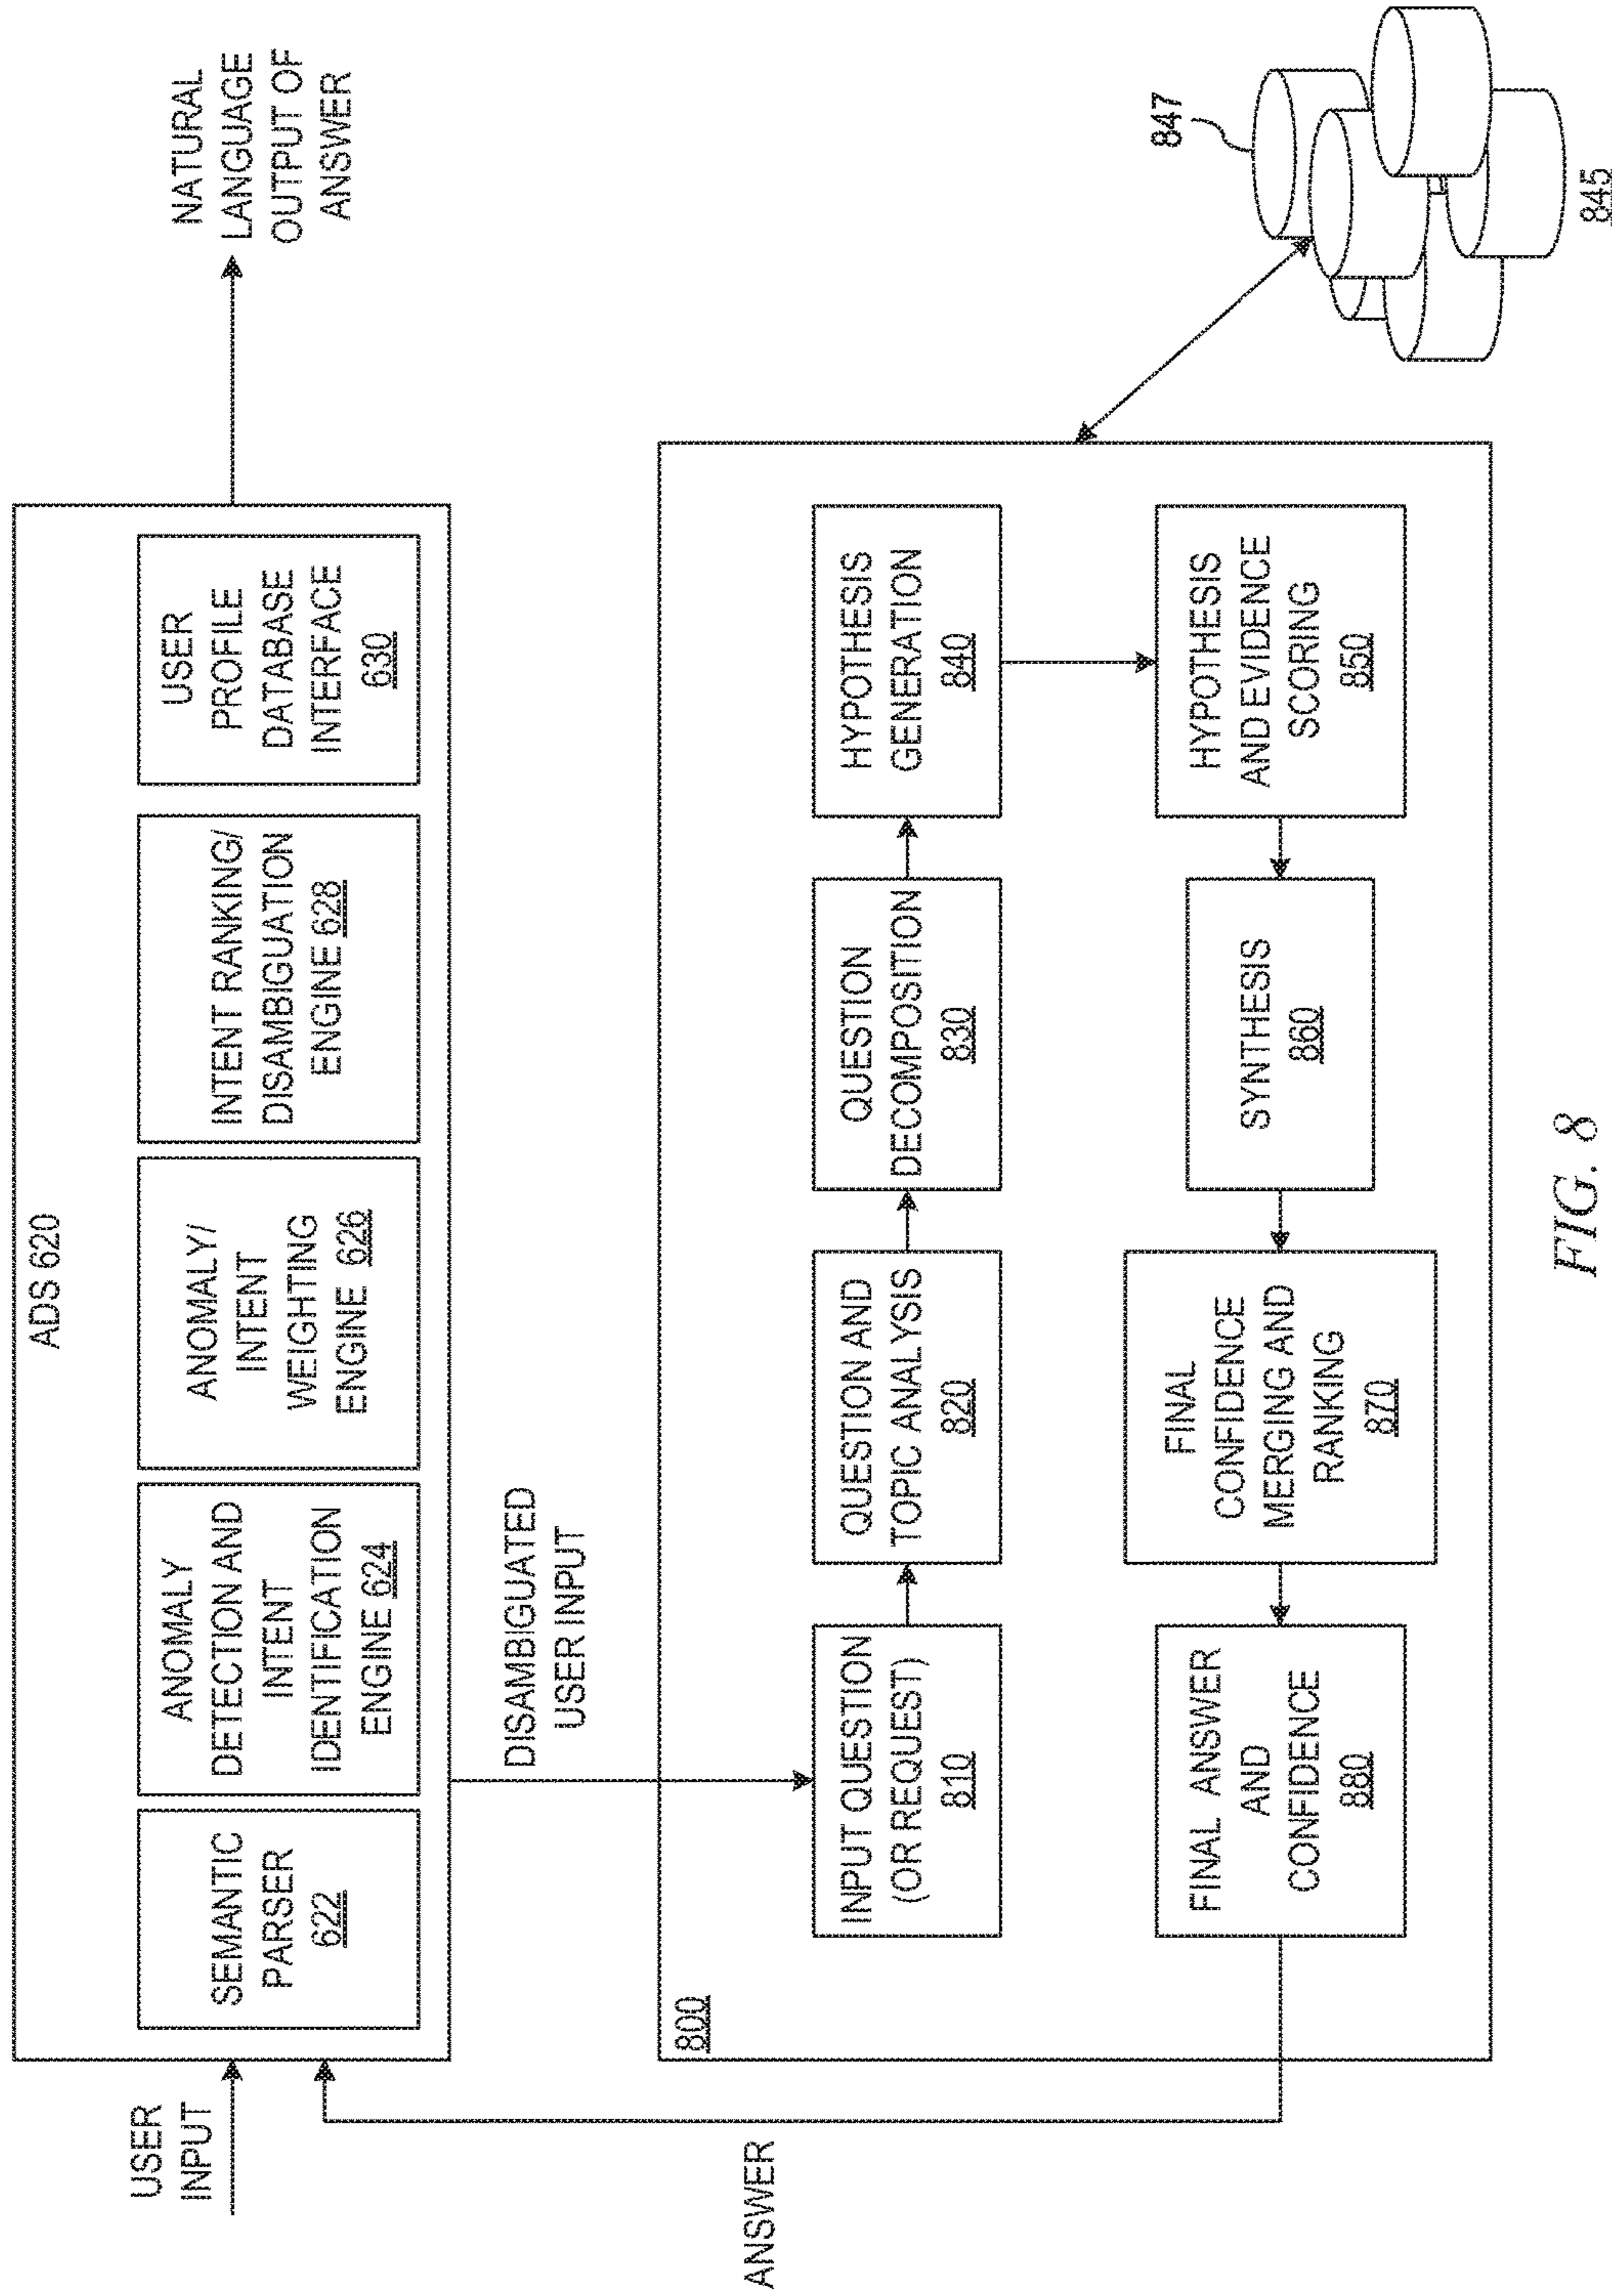 ADS 620
USER
INPUT
SEMANTIC
PARSER
622
ANOMALY
DETECTION AND
INTENT
IDENTIFICATION
ENGINE 624
ANOMALY/
INTENT
WEIGHTING
ENGINE 626
INTENT RANKING/
DISAMBIGUATION
ENGINE 628
USER
PROFILE
DATABASE
INTERFACE
630
NATURAL
LANGUAGE
OUTPUT OF
ANSWER
DISAMBIGUATED
USER INPUT
ANSWER
800
INPUT QUESTION
(OR REQUEST)
810
QUESTION AND
TOPIC ANALYSIS
820
QUESTION
DECOMPOSITION
830
HYPOTHESIS
GENERATION
840
FINAL ANSWER
AND
CONFIDENCE
880
FINAL
CONFIDENCE
MERGING AND
RANKING
870
SYNTHESIS
860
HYPOTHESIS
AND EVIDENCE
SCORING
850
847
845
FIG. 8